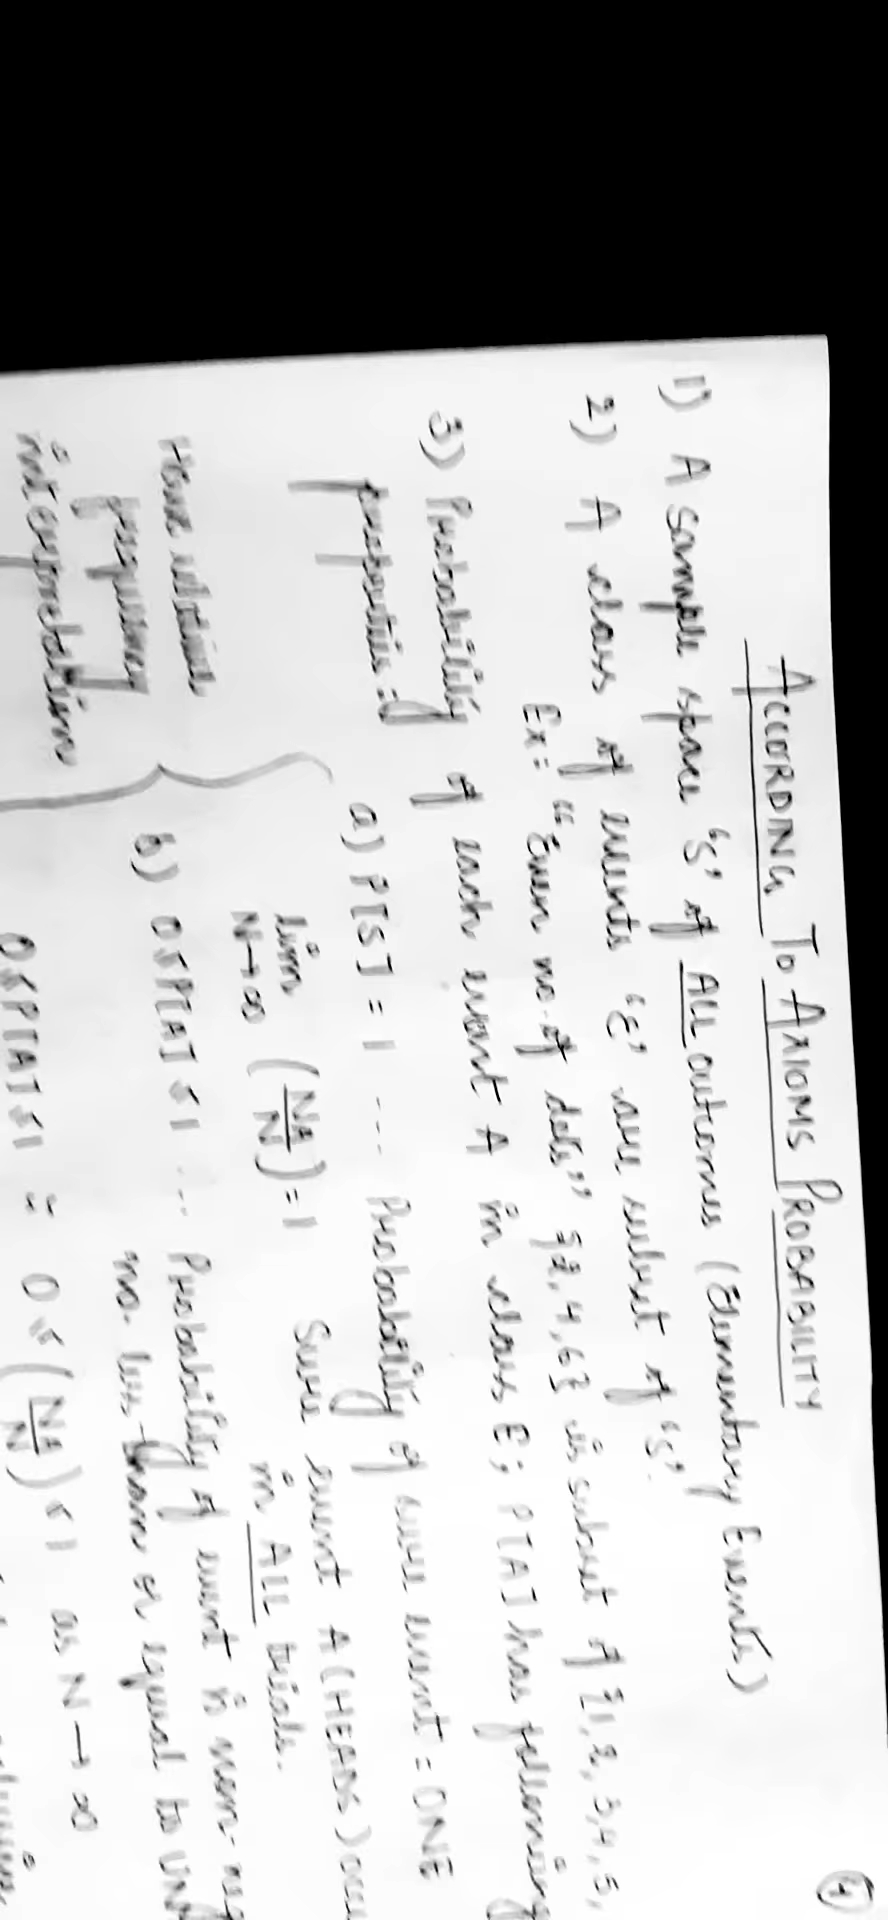 4
ACCORDING TO AXIOMS PROBABILITY
1) A sample space 'S' of ALL outcomes (Elementary Events)
2) A class of events 'E' are subset of 'S'.
Ex: "Even no. of dots" {2,4,6} is subset of {1,2,3,4,5,
3) Probability of each event A in class E; P[A] has following
properties:
a) P[S] = 1 ... Probability of sure event = ONE
lim N→∞ (NA/N) = 1 Sure event A (HEADS)
in ALL trials.
Have relative
frequency
interpretation
b) 0≤P[A]≤1 ... Probability of event is non-
no. less than or equal to
0≤P[A]≤1 = 0≤(NA/N)≤1 as N→∞